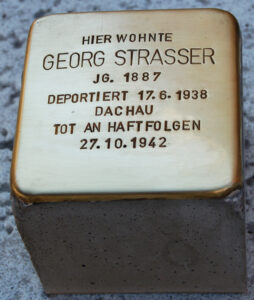 HIER WOHNTE
GEORG STRASSER
JG. 1887
DEPORTIERT 17.6.1938
DACHAU
TOT AN HAFTFOLGEN
27.10.1942